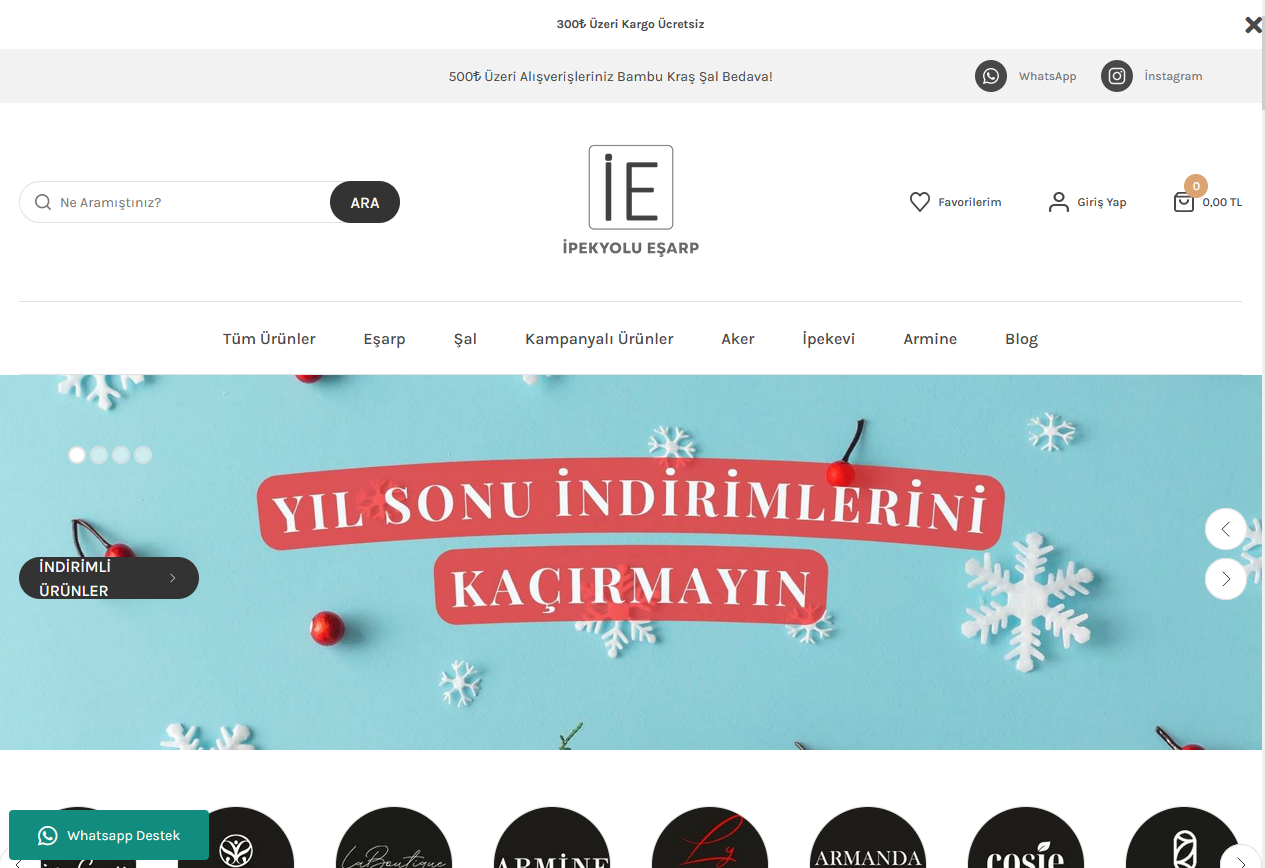 300₺ Üzeri Kargo Ücretsiz
500₺ Üzeri Alışverişleriniz Bambu Kraş Şal Bedava!
WhatsApp
İnstagram
Ne Aramıştınız?
ARA
İE
İPEKYOLU EŞARP
Favorilerim
Giriş Yap
0
0,00 TL
Tüm Ürünler
Eşarp
Şal
Kampanyalı Ürünler
Aker
İpekevi
Armine
Blog
YIL SONU İNDİRİMLERİNİ
KAÇIRMAYIN
İNDİRİMLİ
ÜRÜNLER
Whatsapp Destek
LaBoutique
ARMİNE
Ly
ARMANDA
cosie